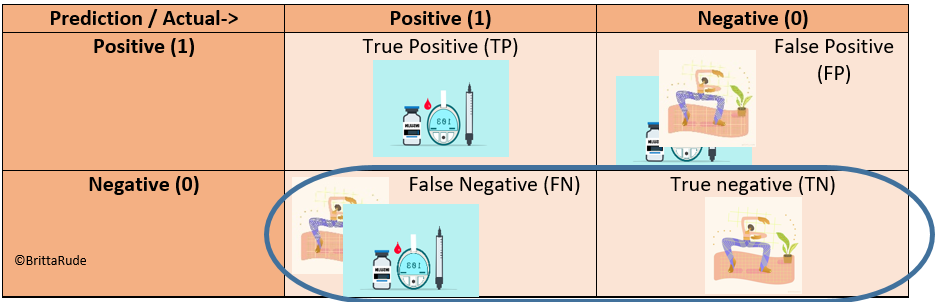 Prediction / Actual->
Positive (1)
Negative (0)
Positive (1)
True Positive (TP)
False Positive
(FP)
Negative (0)
False Negative (FN)
True negative (TN)
©BrittaRude